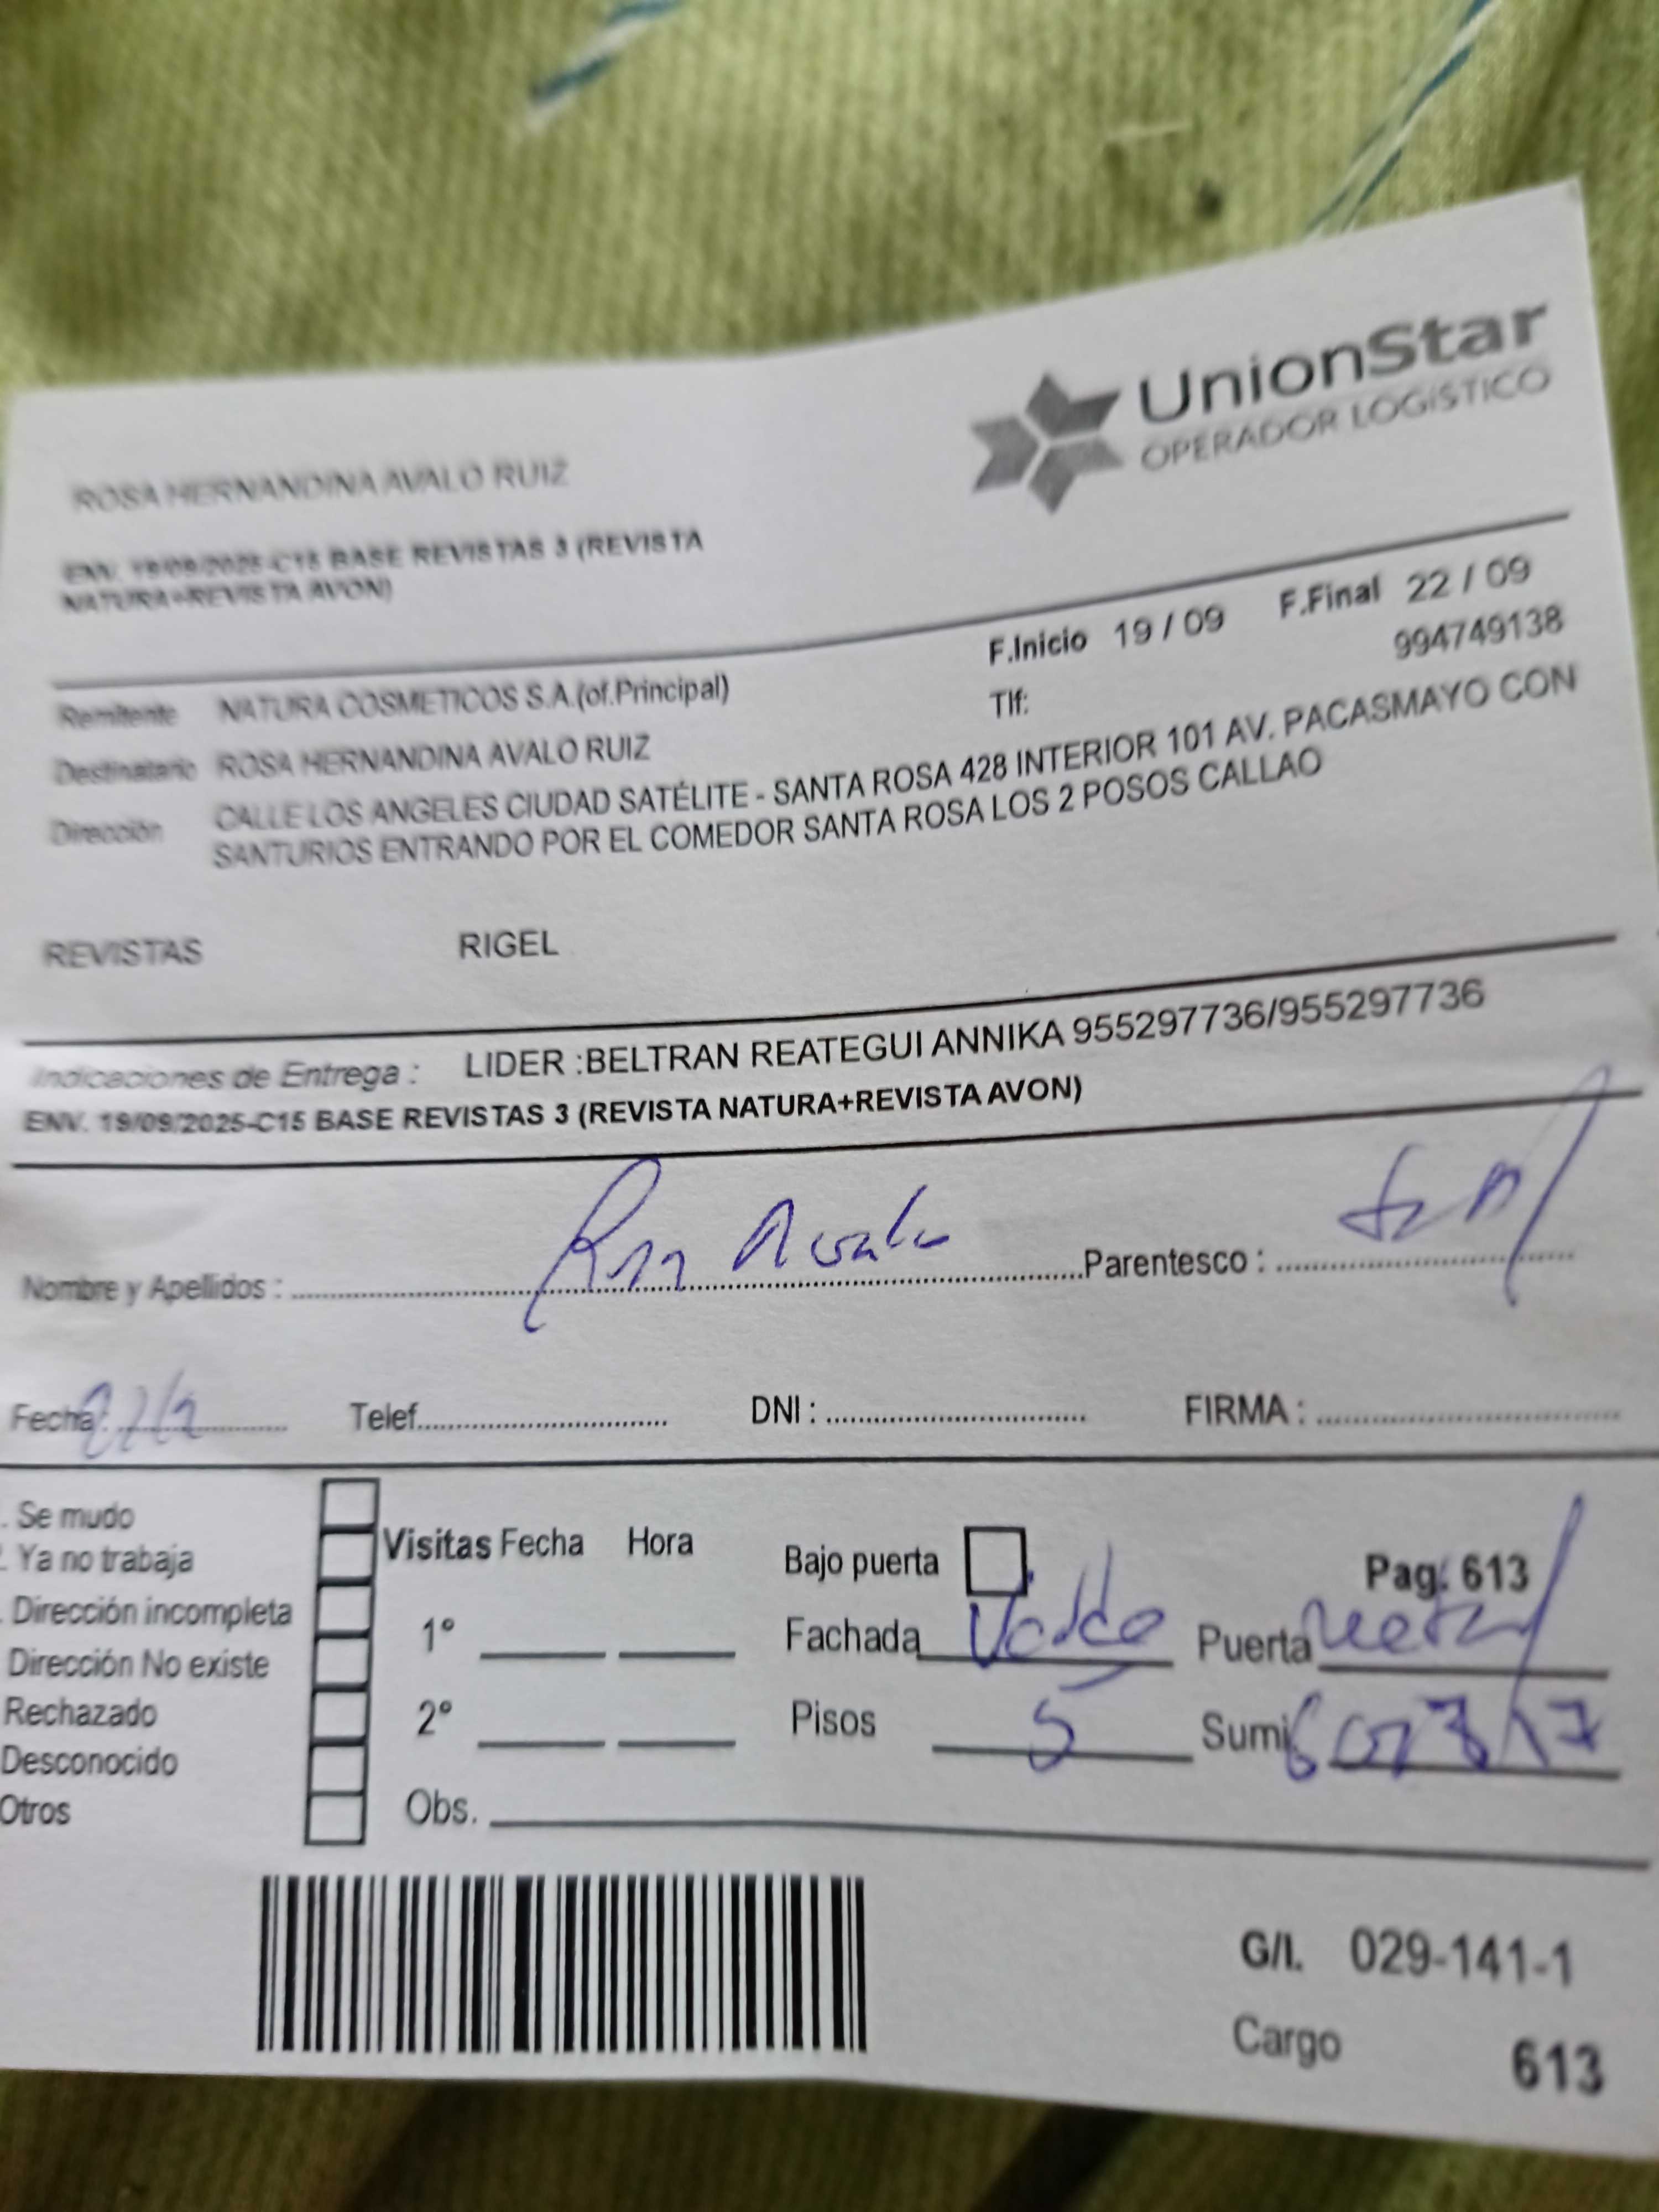 UnionStar
OPERADOR LOGÍSTICO
ROSA HERNANDINA AVALO RUIZ
ENV. 19/09/2025-C15 BASE REVISTAS 3 (REVISTA
NATURA+REVISTA AVON)
F.Inicio 19 / 09 F.Final 22 / 09
Remitente NATURA COSMETICOS S.A.(of.Principal) Tlf: 994749138
Destinatario ROSA HERNANDINA AVALO RUIZ
Dirección CALLE LOS ANGELES CIUDAD SATÉLITE - SANTA ROSA 428 INTERIOR 101 AV. PACASMAYO CON
SANTURIOS ENTRANDO POR EL COMEDOR SANTA ROSA LOS 2 POSOS CALLAO
REVISTAS RIGEL
Indicaciones de Entrega : LIDER :BELTRAN REATEGUI ANNIKA 955297736/955297736
ENV. 19/09/2025-C15 BASE REVISTAS 3 (REVISTA NATURA+REVISTA AVON)
Nombre y Apellidos : Rosa Avalo Parentesco :
Fecha: Telef. DNI : FIRMA :
. Se mudo
. Ya no trabaja
. Dirección incompleta
Dirección No existe
Rechazado
Desconocido
Otros
Visitas Fecha Hora
1°
2°
Obs.
Bajo puerta Pag: 613
Fachada Puerta
Pisos 5 Sumi
G/I. 029-141-1
Cargo 613